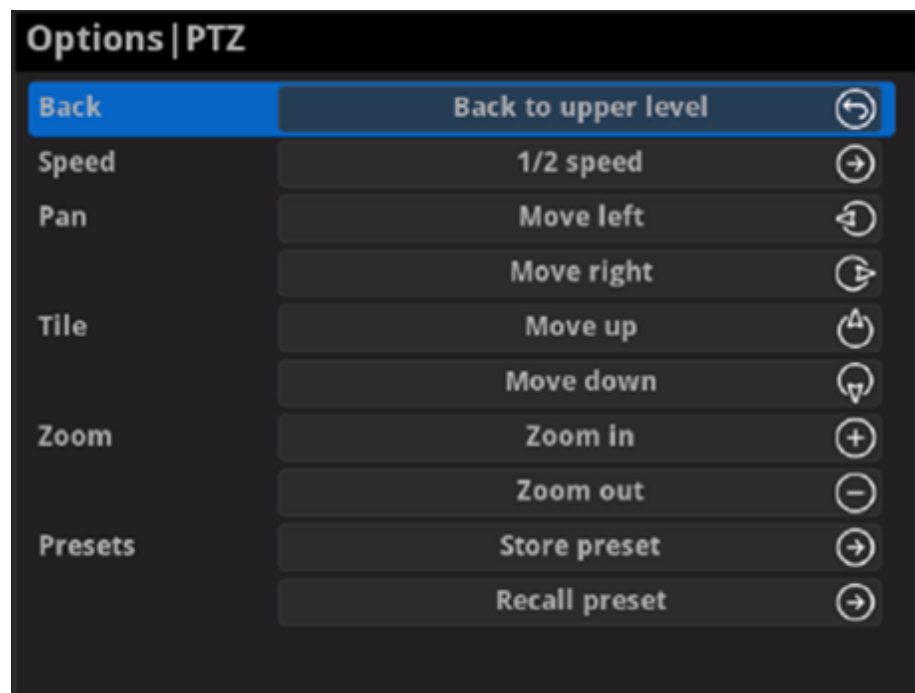 Options|PTZ
Back Back to upper level
Speed 1/2 speed
Pan Move left
Move right
Tile Move up
Move down
Zoom Zoom in
Zoom out
Presets Store preset
Recall preset